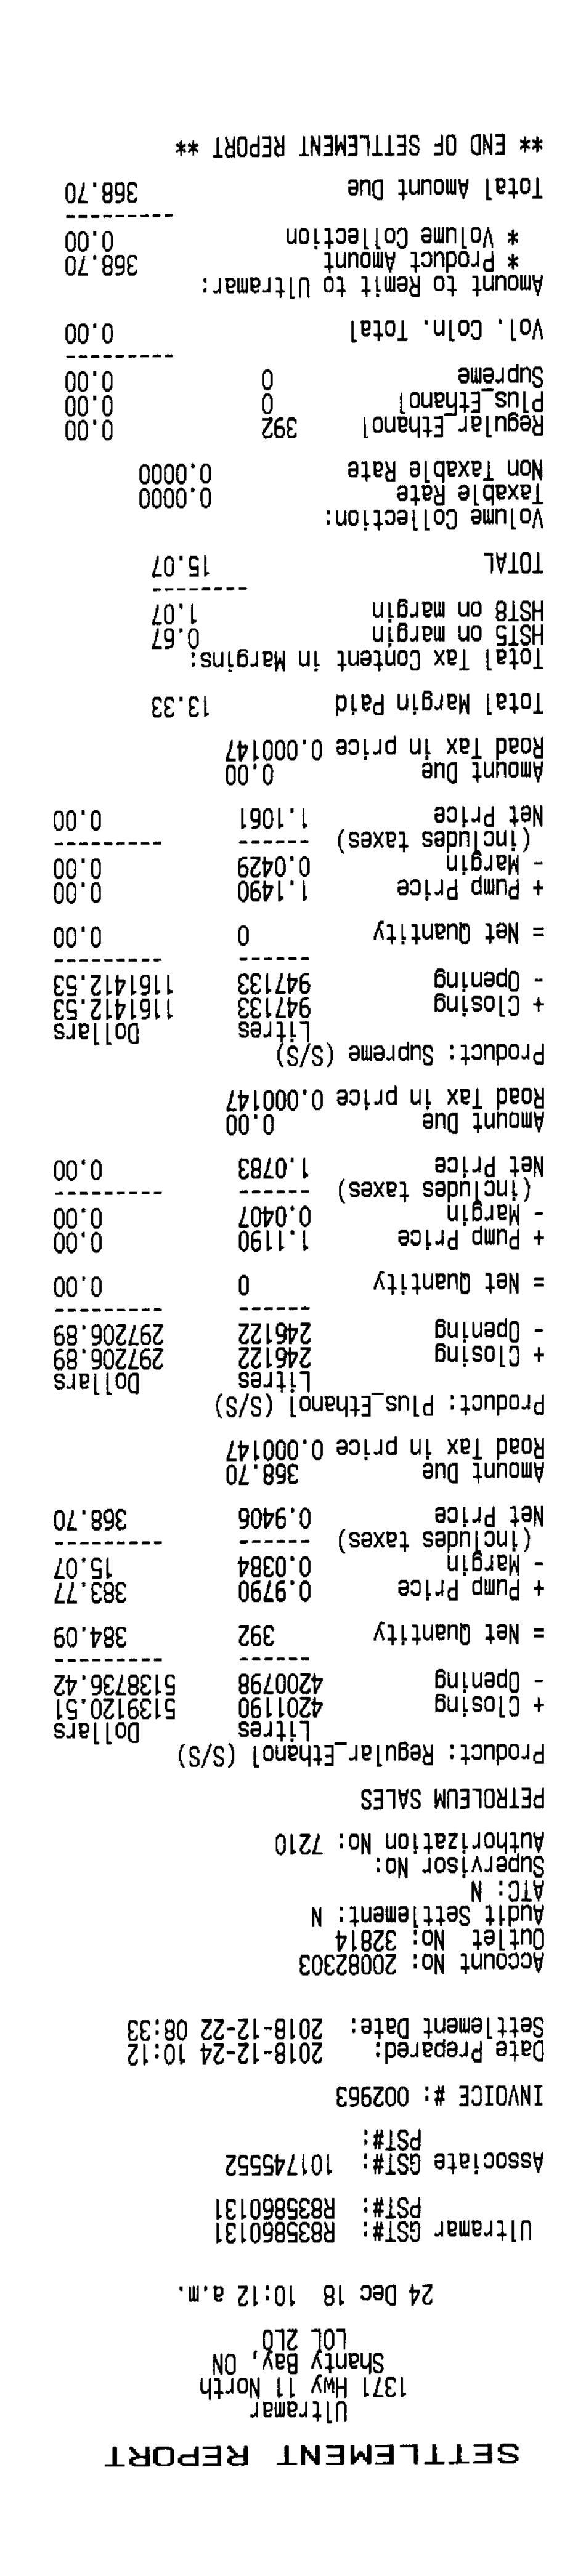 SETTLEMENT REPORT
Ultramar
1371 Hwy 11 North
Shanty Bay, ON
L0L 2L0
24 Dec 18 10:12 a.m.
Ultramar GST#: R835860131
PST#: R835860131
Associate GST#: 101745552
PST#:
INVOICE #: 002963
Date Prepared: 2018-12-24 10:12
Settlement Date: 2018-12-22 08:33
Account No: 20082303
Outlet No: 32814
Audit Settlement: N
ATC: N
Supervisor No:
Authorization No: 7210
PETROLEUM SALES
Product: Regular_Ethanol (S/S)
Litres Dollars
+ Closing 4201190 5139120.51
- Opening 4200798 5138736.42
------ ----------
= Net Quantity 392 384.09
+ Pump Price 0.9790 383.77
- Margin 0.0384 15.07
(includes taxes) ------ ----------
Net Price 0.9406 368.70
Amount Due 368.70
Road Tax in price 0.000147
Product: Plus_Ethanol (S/S)
Litres Dollars
+ Closing 246122 297206.89
- Opening 246122 297206.89
------ ----------
= Net Quantity 0 0.00
+ Pump Price 1.1190 0.00
- Margin 0.0407 0.00
(includes taxes) ------ ----------
Net Price 1.0783 0.00
Amount Due 0.00
Road Tax in price 0.000147
Product: Supreme (S/S)
Litres Dollars
+ Closing 947133 1161412.53
- Opening 947133 1161412.53
------ ----------
= Net Quantity 0 0.00
+ Pump Price 1.1490 0.00
- Margin 0.0429 0.00
(includes taxes) ------ ----------
Net Price 1.1061 0.00
Amount Due 0.00
Road Tax in price 0.000147
Total Margin Paid 13.33
Total Tax Content in Margins:
HST5 on margin 0.67
HST8 on margin 1.07
--------
TOTAL 15.07
Volume Collection:
Taxable Rate 0.0000
Non Taxable Rate 0.0000
Regular_Ethanol 392 0.00
Plus_Ethanol 0 0.00
Supreme 0 0.00
----------
Vol. Coln. Total 0.00
Amount to Remit to Ultramar:
* Product Amount 368.70
* Volume Collection 0.00
----------
Total Amount Due 368.70
** END OF SETTLEMENT REPORT **